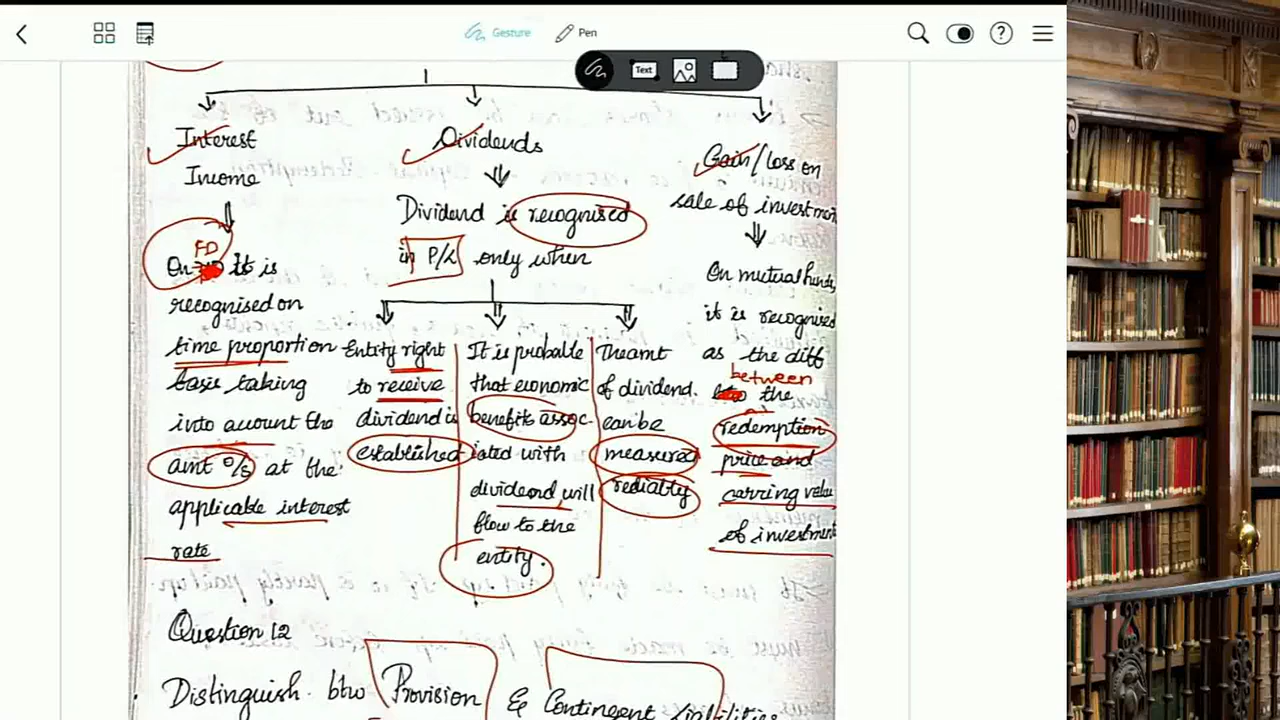 Gesture
Pen
Text
Interest
Income
On FD it is
recognised on
time proportion
basis taking
into account the
amt o/s at the
applicable interest
rate
Dividends
Dividend is recognised
in P/L only when
Entity right
to receive
dividend is
established
It is probable
that economic
benefits assoc-
iated with
dividend will
flow to the
entity.
The amt
of dividend.
can be
measured
rediably
Gain/loss on
sale of investment
On mutual funds,
it is recognised
as the diff
between
the
redemption
price and
carring value
of investment
Question 12
Distinguish btw Provision & Contingent Liabilities